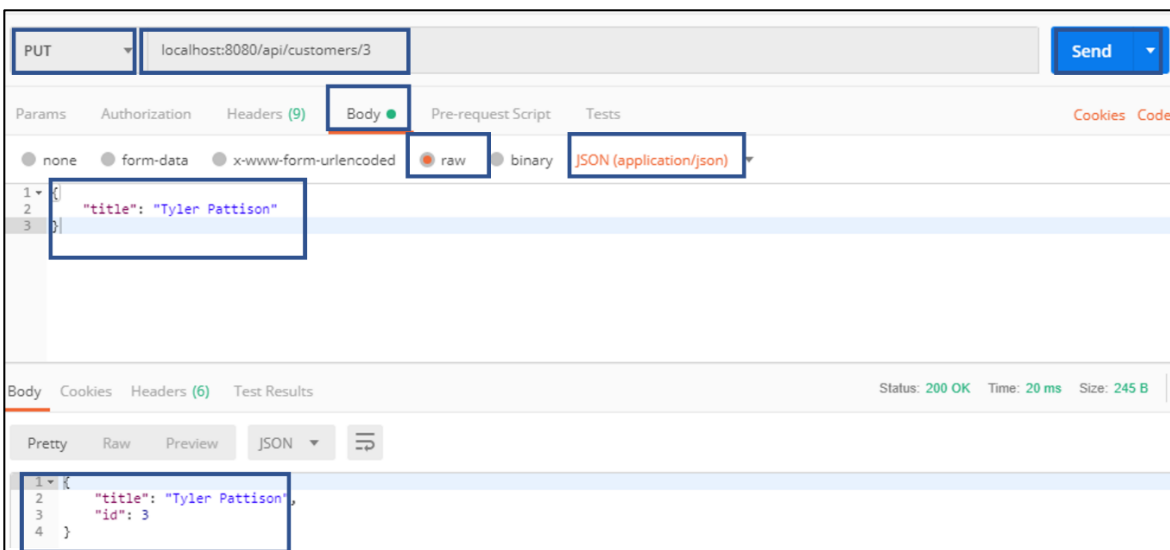 PUT localhost:8080/api/customers/3 Send
Params Authorization Headers (9) Body Pre-request Script Tests Cookies Code
none form-data x-www-form-urlencoded raw binary JSON (application/json)
1 {
2 "title": "Tyler Pattison"
3 }
Body Cookies Headers (6) Test Results Status: 200 OK Time: 20 ms Size: 245 B
Pretty Raw Preview JSON
1 {
2 "title": "Tyler Pattison",
3 "id": 3
4 }